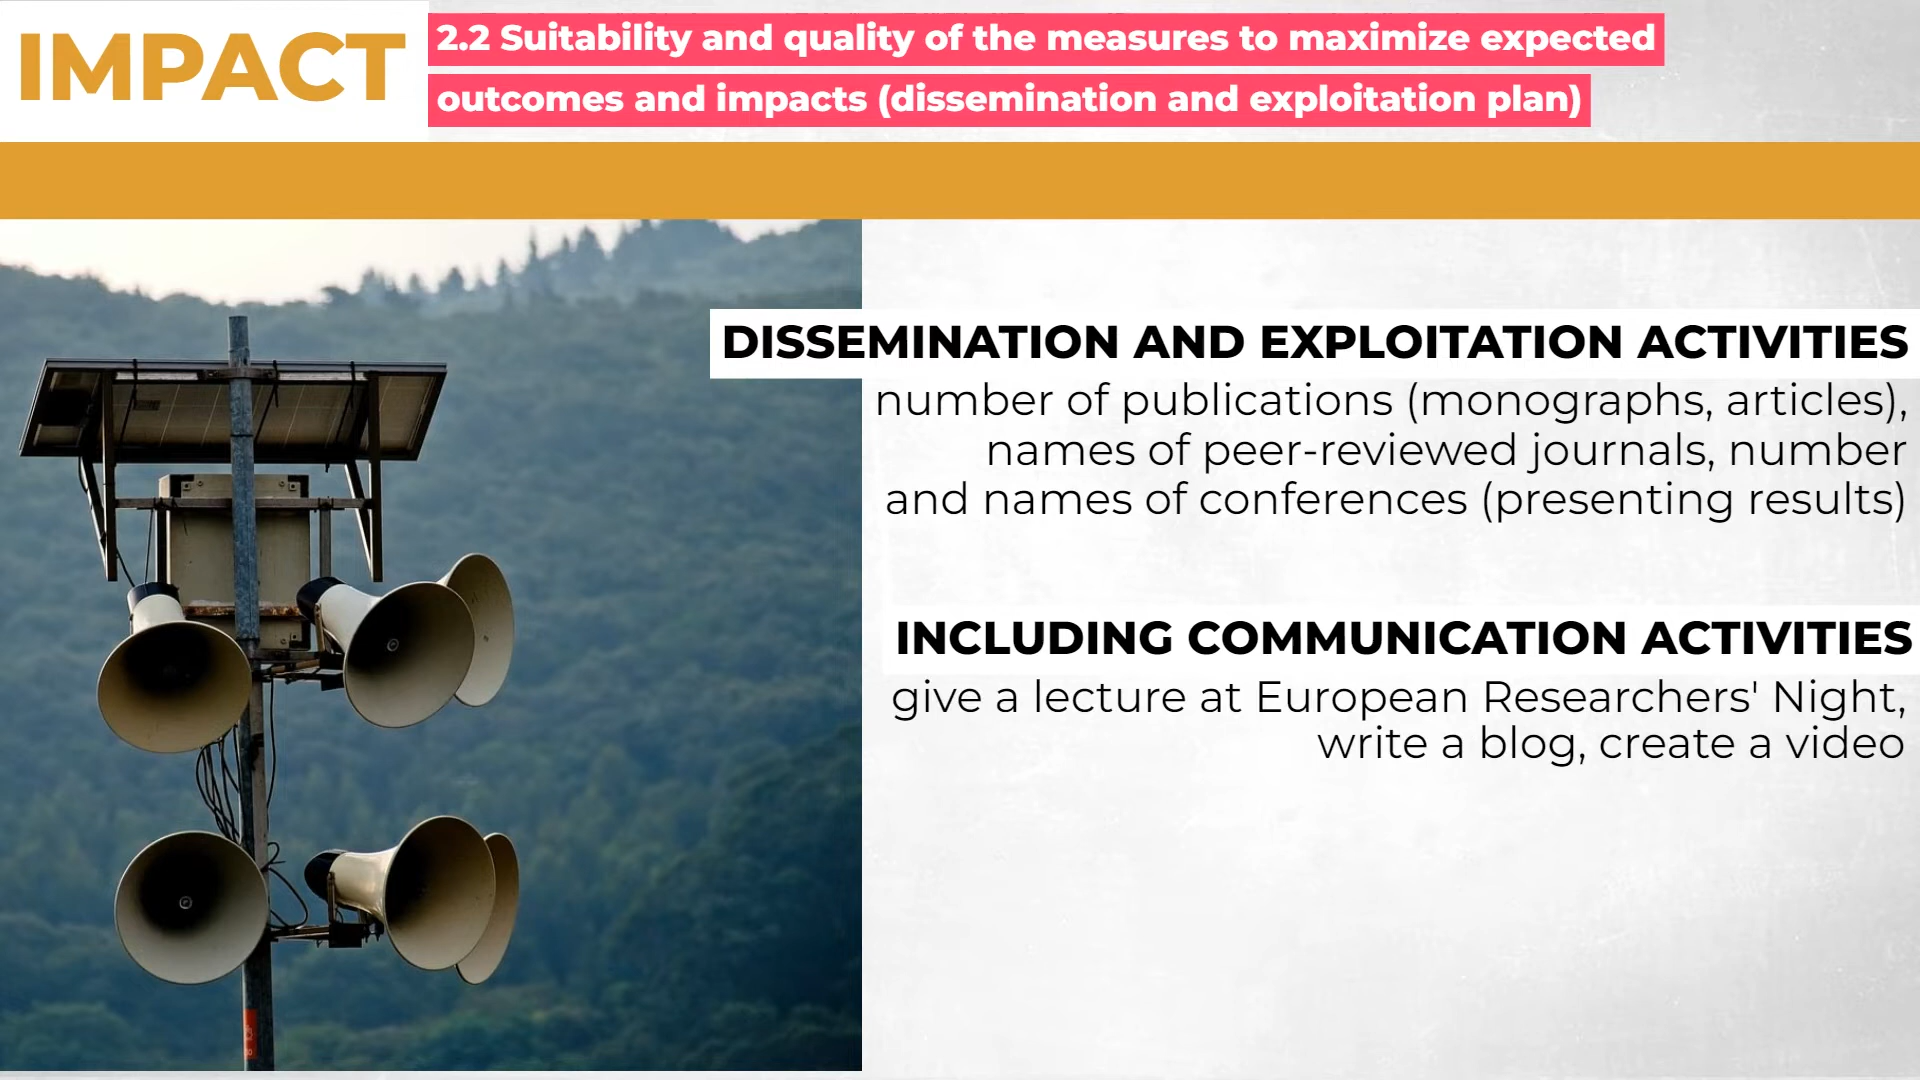 IMPACT
2.2 Suitability and quality of the measures to maximize expected
outcomes and impacts (dissemination and exploitation plan)
DISSEMINATION AND EXPLOITATION ACTIVITIES
number of publications (monographs, articles),
names of peer-reviewed journals, number
and names of conferences (presenting results)
INCLUDING COMMUNICATION ACTIVITIES
give a lecture at European Researchers' Night,
write a blog, create a video